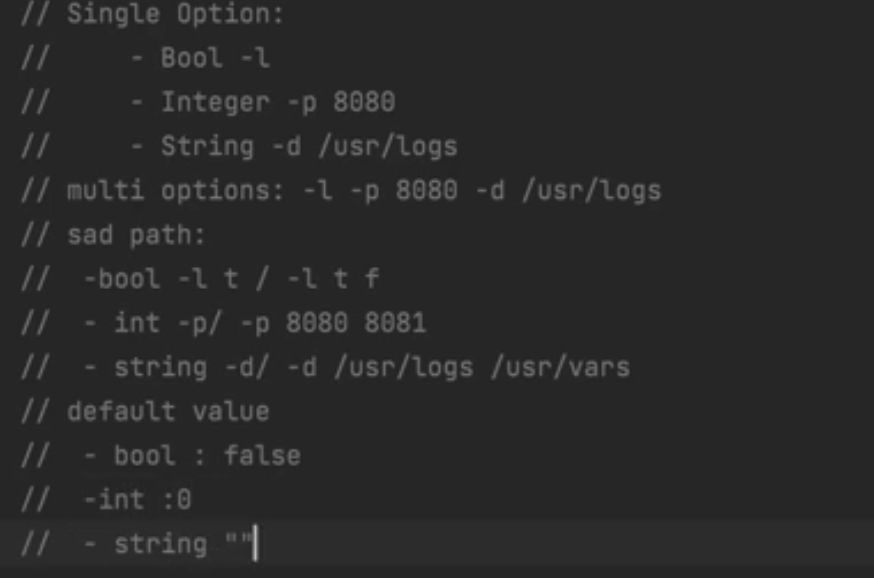 // Single Option:
//     - Bool -l
//     - Integer -p 8080
//     - String -d /usr/logs
// multi options: -l -p 8080 -d /usr/logs
// sad path:
//  -bool -l t / -l t f
//  - int -p/ -p 8080 8081
//  - string -d/ -d /usr/logs /usr/vars
// default value
//  - bool : false
//  -int :0
//  - string ""